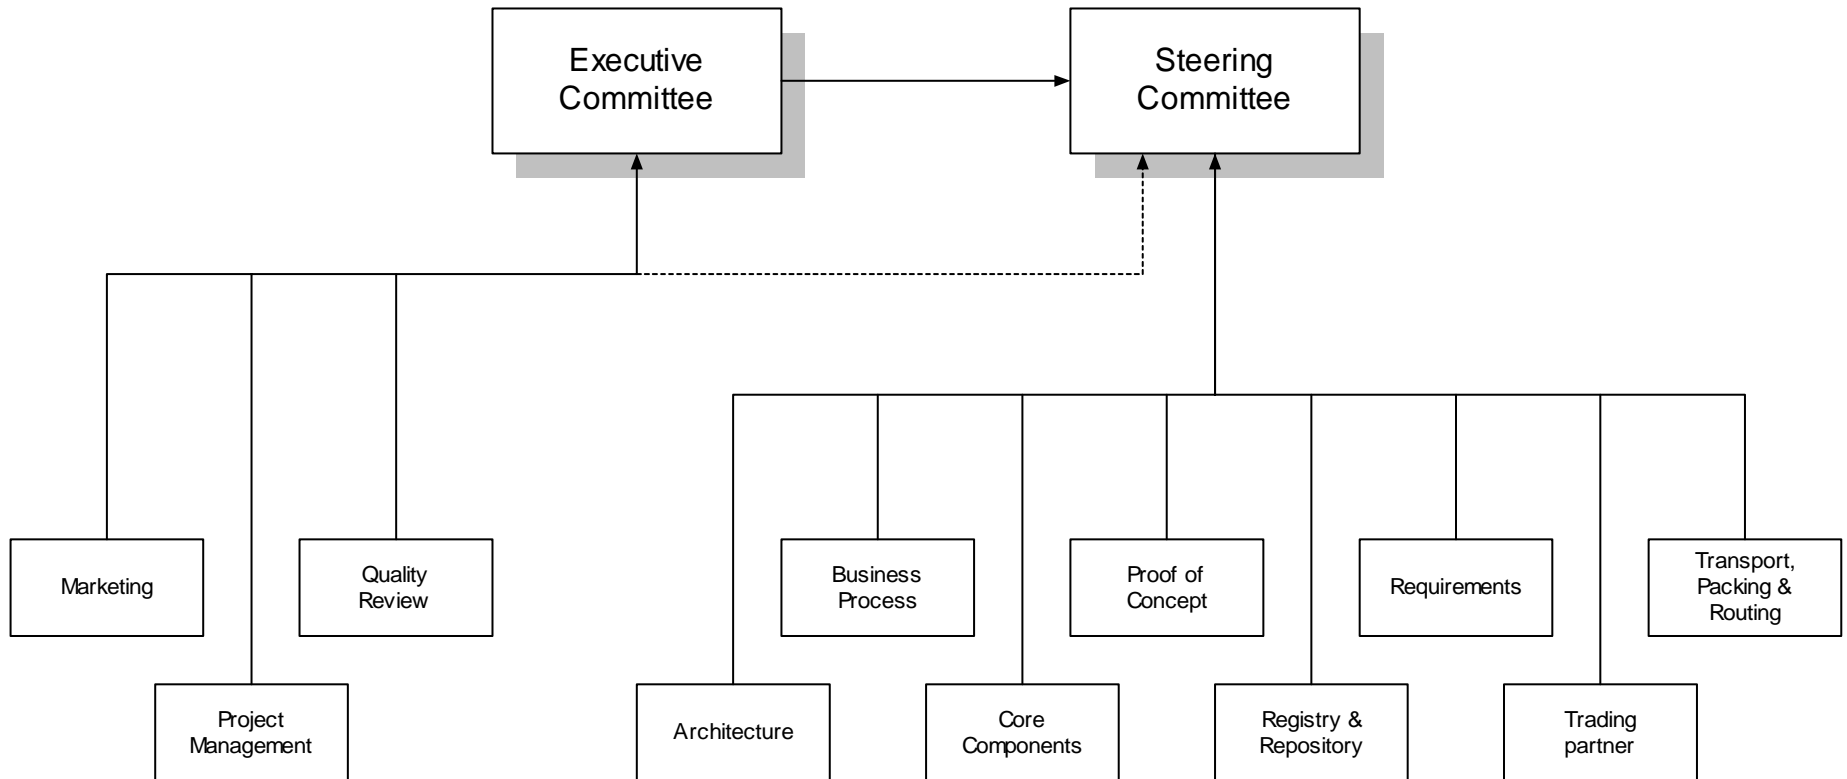 Executive
Committee
Steering
Committee
Marketing
Quality
Review
Business
Process
Proof of
Concept
Requirements
Transport,
Packing &
Routing
Project
Management
Architecture
Core
Components
Registry &
Repository
Trading
partner